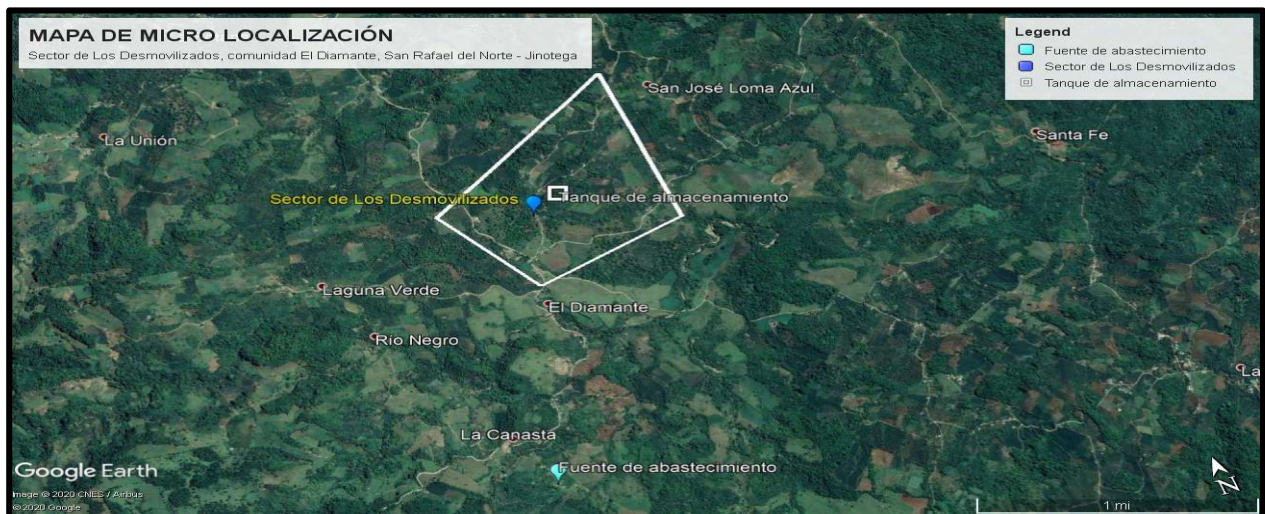 MAPA DE MICRO LOCALIZACIÓN
Sector de Los Desmovilizados, comunidad El Diamante, San Rafael del Norte - Jinotega
Legend
Fuente de abastecimiento
Sector de Los Desmovilizados
Tanque de almacenamiento
San José Loma Azul
La Unión
Santa Fe
Sector de Los Desmovilizados
Tanque de almacenamiento
Laguna Verde
El Diamante
Río Negro
La
La Canasta
Fuente de abastecimiento
Google Earth
Image © 2020 CNES / Airbus
© 2020 Google
N
1 mi